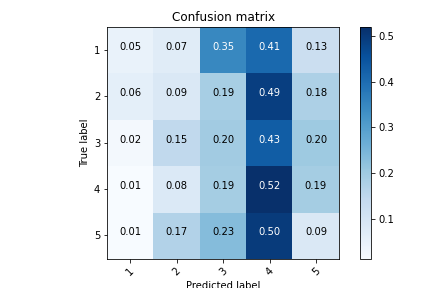 Confusion matrix
1 0.05 0.07 0.35 0.41 0.13
2 0.06 0.09 0.19 0.49 0.18
3 0.02 0.15 0.20 0.43 0.20
4 0.01 0.08 0.19 0.52 0.19
5 0.01 0.17 0.23 0.50 0.09
1 2 3 4 5
True label
Predicted label
0.5
0.4
0.3
0.2
0.1